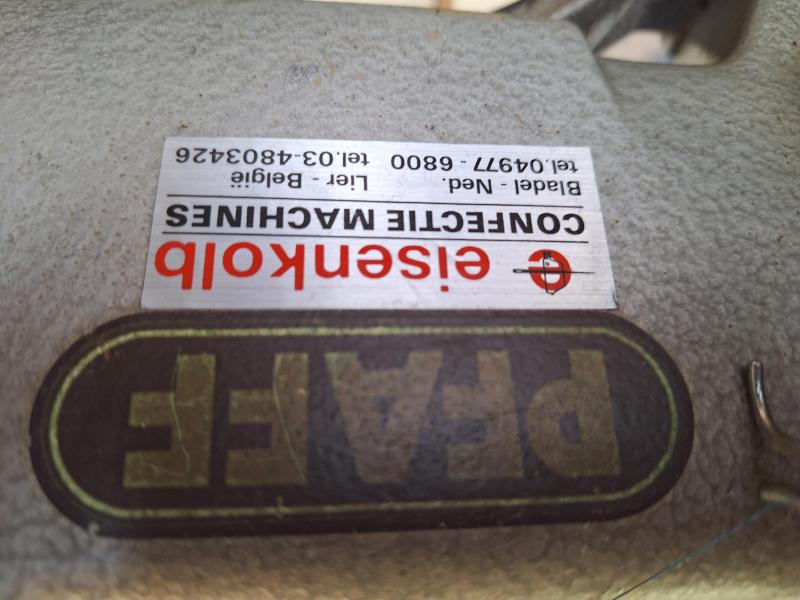 PFAFF
eisenkolb
CONFECTIE MACHINES
Bladel - Ned. Lier - België
tel.04977 - 6800 tel.03-4803426